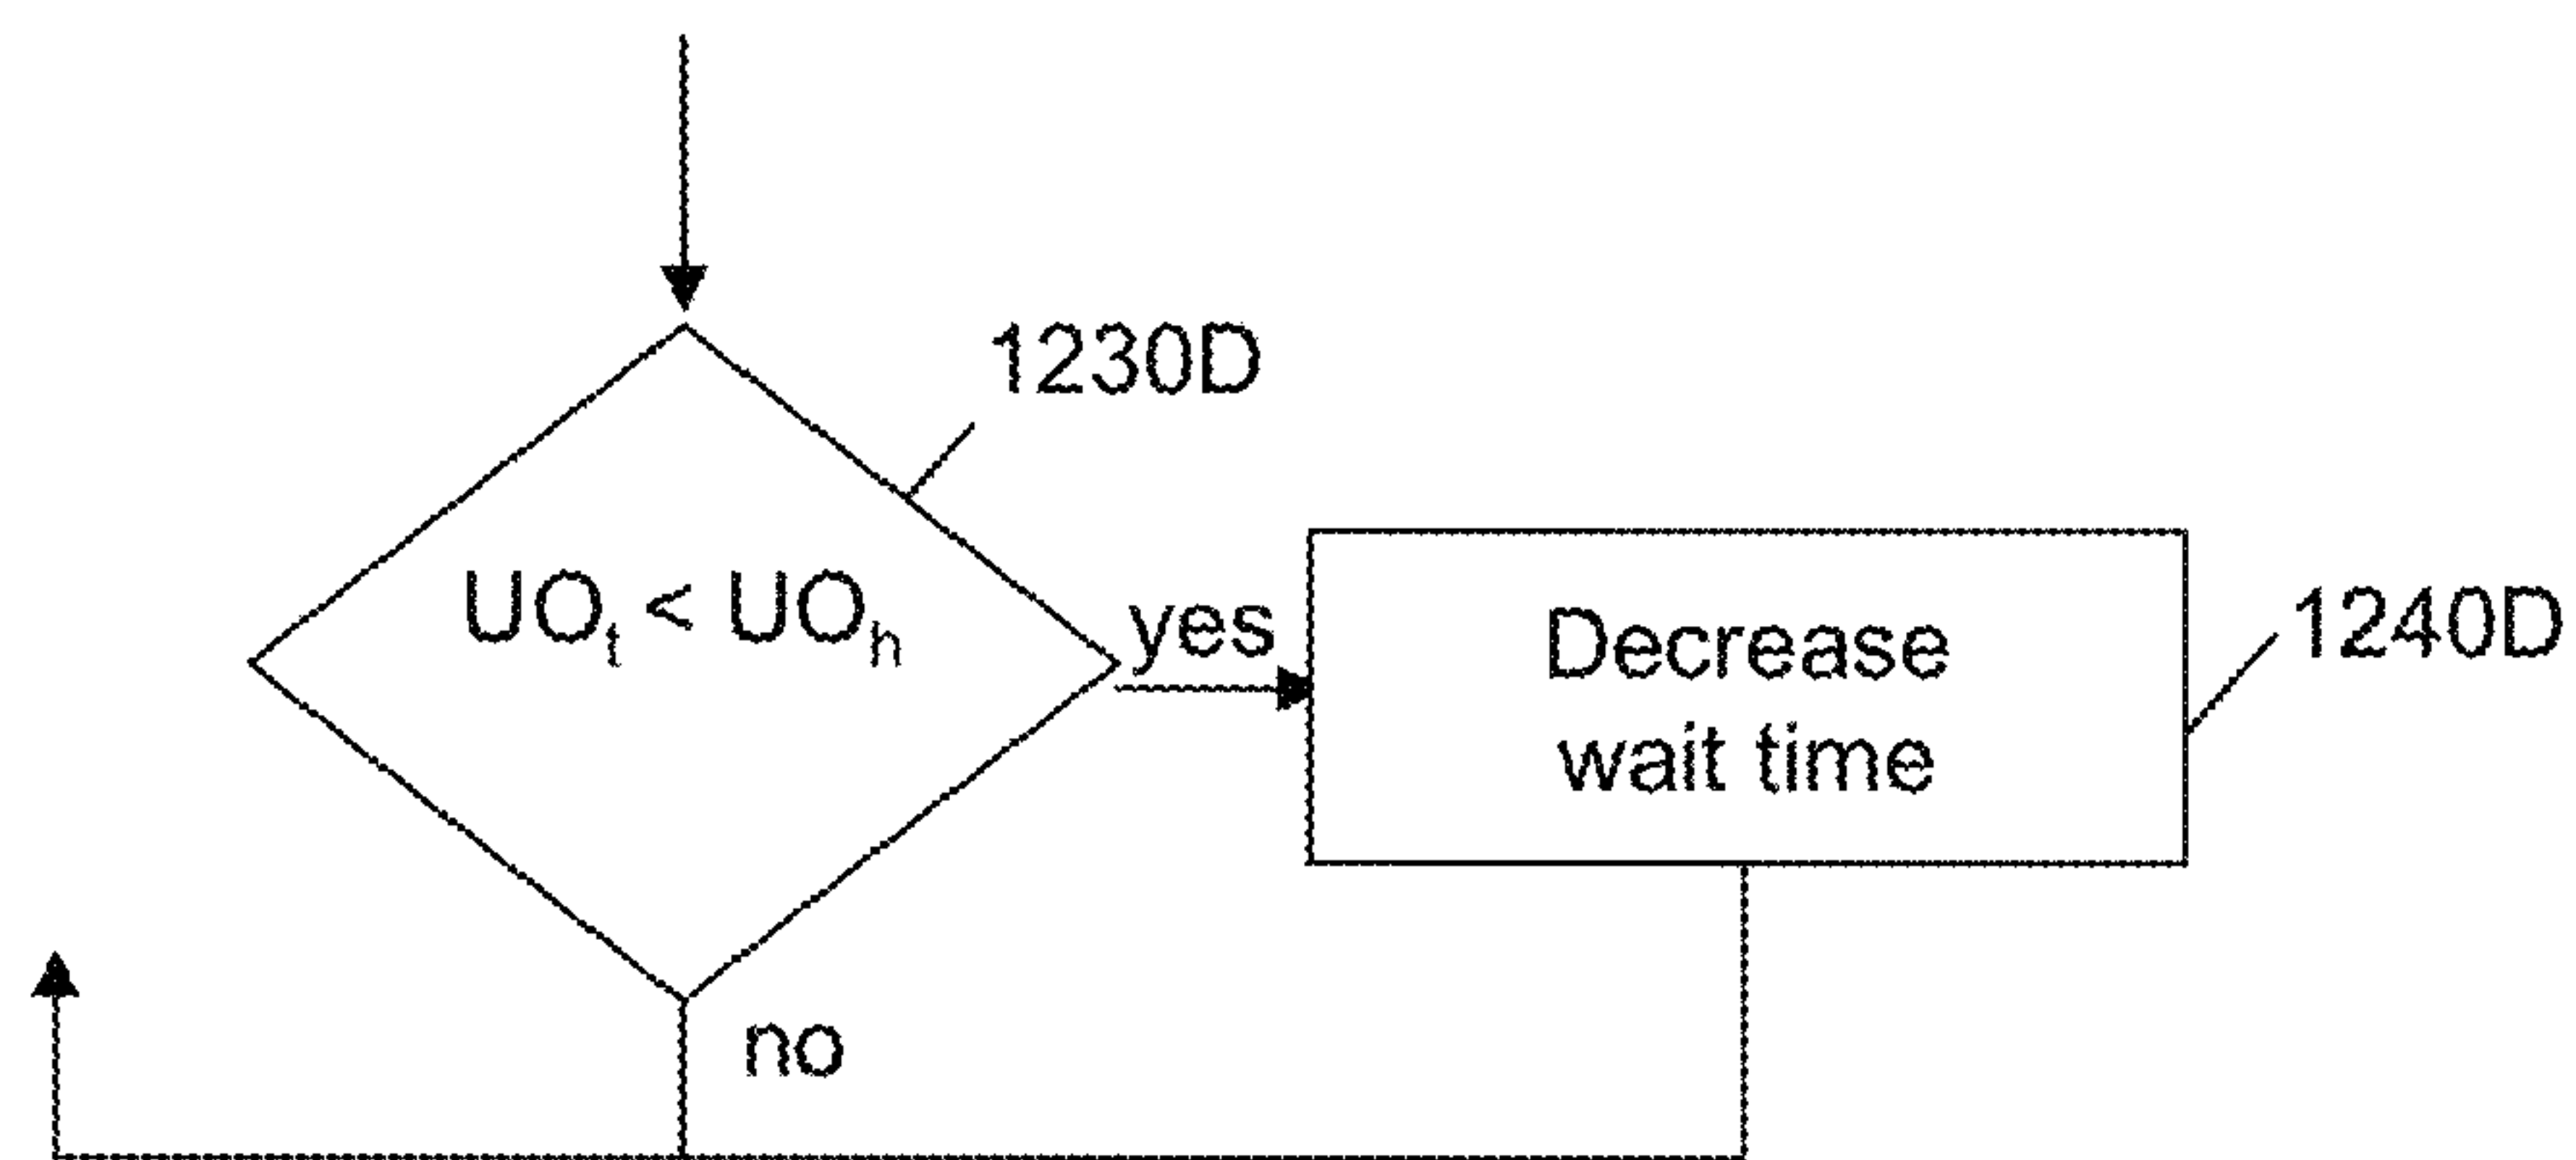 1230D
UOₜ < UOₕ
yes
Decrease
wait time
1240D
no